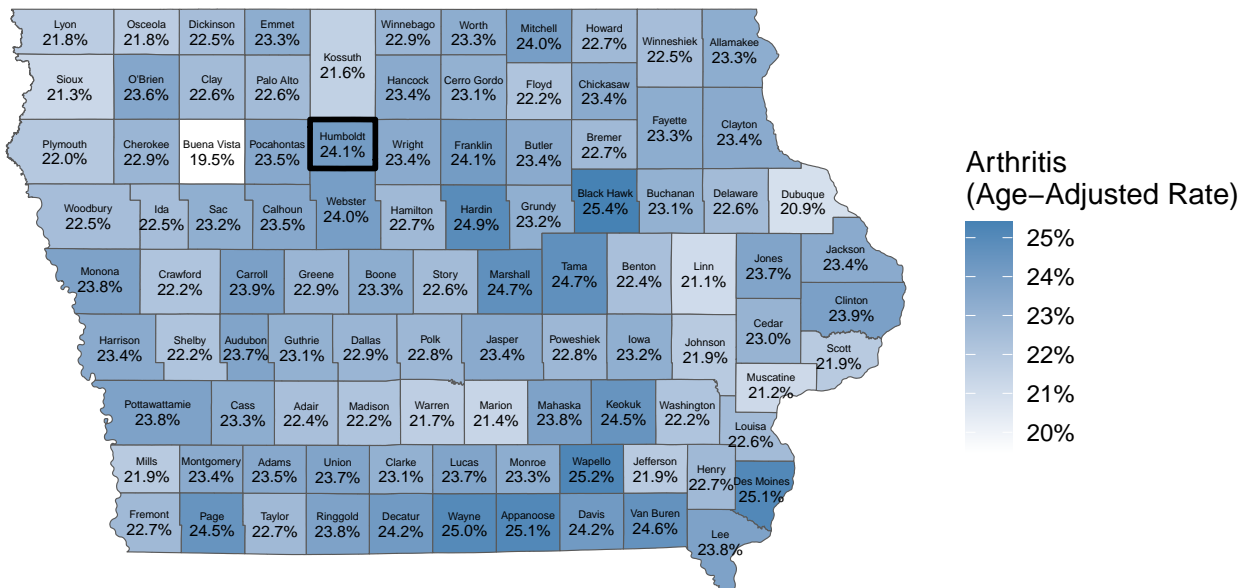 Lyon
21.8%
Osceola
21.8%
Dickinson
22.5%
Emmet
23.3%
Kossuth
21.6%
Winnebago
22.9%
Worth
23.3%
Mitchell
24.0%
Howard
22.7%
Winneshiek
22.5%
Allamakee
23.3%
Sioux
21.3%
O'Brien
23.6%
Clay
22.6%
Palo Alto
22.6%
Hancock
23.4%
Cerro Gordo
23.1%
Floyd
22.2%
Chickasaw
23.4%
Fayette
23.3%
Clayton
23.4%
Plymouth
22.0%
Cherokee
22.9%
Buena Vista
19.5%
Pocahontas
23.5%
Humboldt
24.1%
Wright
23.4%
Franklin
24.1%
Butler
23.4%
Bremer
22.7%
Woodbury
22.5%
Ida
22.5%
Sac
23.2%
Calhoun
23.5%
Webster
24.0%
Hamilton
22.7%
Hardin
24.9%
Grundy
23.2%
Black Hawk
25.4%
Buchanan
23.1%
Delaware
22.6%
Dubuque
20.9%
Monona
23.8%
Crawford
22.2%
Carroll
23.9%
Greene
22.9%
Boone
23.3%
Story
22.6%
Marshall
24.7%
Tama
24.7%
Benton
22.4%
Linn
21.1%
Jones
23.7%
Jackson
23.4%
Clinton
23.9%
Harrison
23.4%
Shelby
22.2%
Audubon
23.7%
Guthrie
23.1%
Dallas
22.9%
Polk
22.8%
Jasper
23.4%
Poweshiek
22.8%
Iowa
23.2%
Johnson
21.9%
Cedar
23.0%
Scott
21.9%
Muscatine
21.2%
Pottawattamie
23.8%
Cass
23.3%
Adair
22.4%
Madison
22.2%
Warren
21.7%
Marion
21.4%
Mahaska
23.8%
Keokuk
24.5%
Washington
22.2%
Louisa
22.6%
Mills
21.9%
Montgomery
23.4%
Adams
23.5%
Union
23.7%
Clarke
23.1%
Lucas
23.7%
Monroe
23.3%
Wapello
25.2%
Jefferson
21.9%
Henry
22.7%
Des Moines
25.1%
Fremont
22.7%
Page
24.5%
Taylor
22.7%
Ringgold
23.8%
Decatur
24.2%
Wayne
25.0%
Appanoose
25.1%
Davis
24.2%
Van Buren
24.6%
Lee
23.8%
Arthritis
(Age−Adjusted Rate)
25%
24%
23%
22%
21%
20%